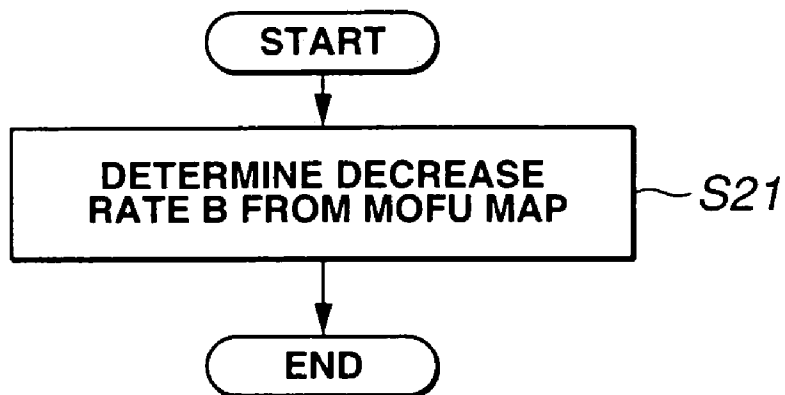 START
DETERMINE DECREASE
RATE B FROM MOFU MAP
S21
END